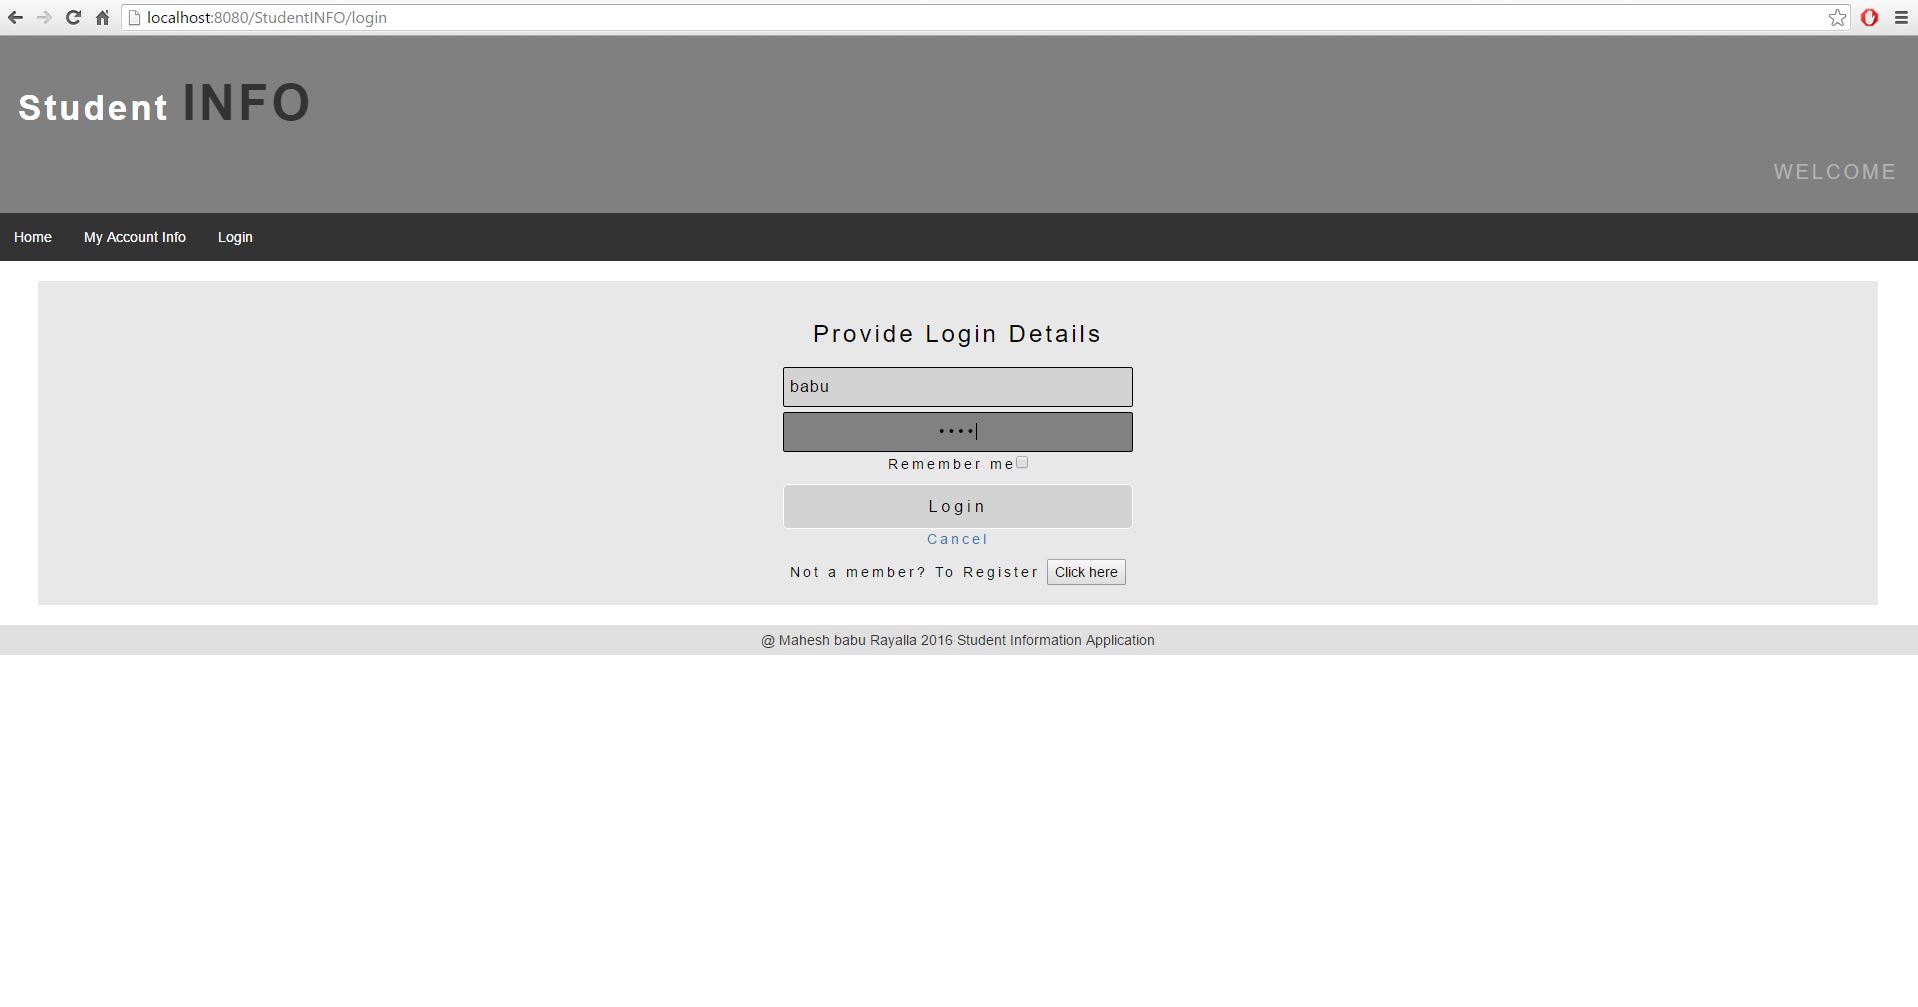 localhost:8080/StudentINFO/login
Student INFO
WELCOME
Home My Account Info Login
Provide Login Details
babu
••••
Remember me
Login
Cancel
Not a member? To Register Click here
@ Mahesh babu Rayalla 2016 Student Information Application